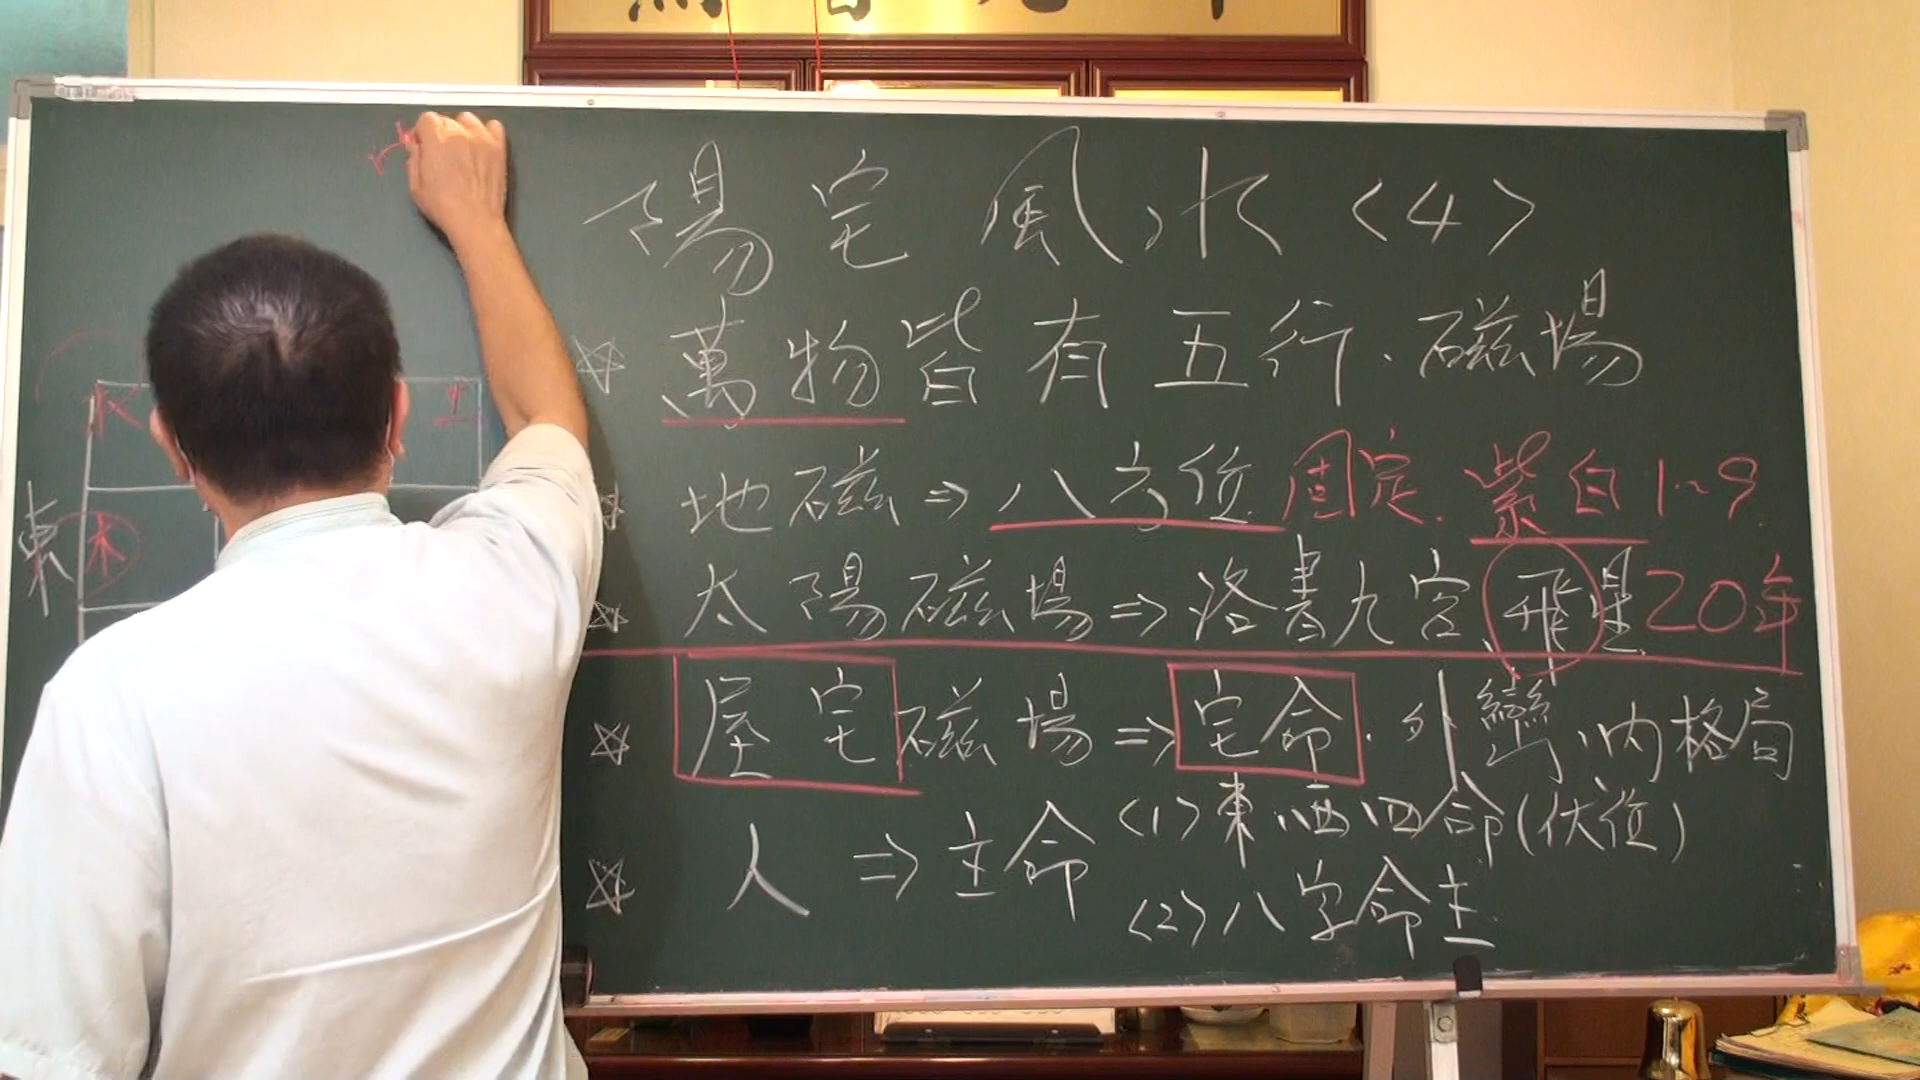 陽宅風水<4>
☆ 萬物皆有五行.磁場
地磁⇒八方位 固定. 紫白1~9.
☆ 太陽磁場⇒洛書九宮、飛星 20年
☆ 屋宅磁場⇒宅命.外巒、內格局
☆ 人⇒主命 <1>東、西四命(伏位)
<2>八字命主
土
東 木